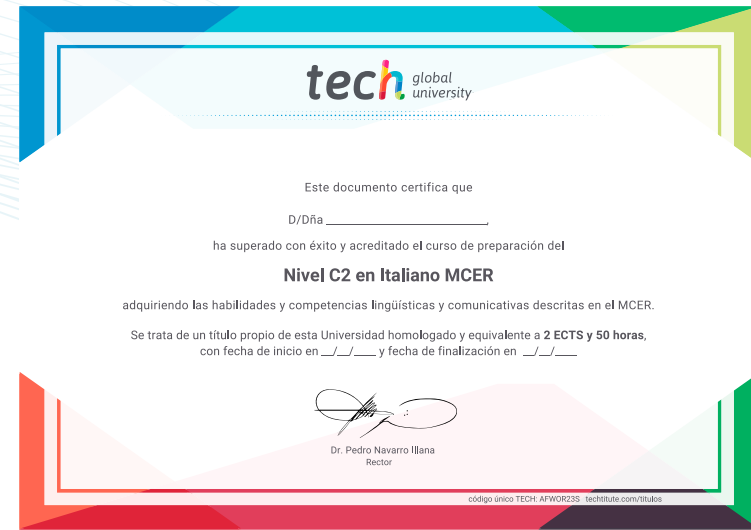 tech global university
Este documento certifica que
D/Dña ______________________,
ha superado con éxito y acreditado el curso de preparación del
Nivel C2 en Italiano MCER
adquiriendo las habilidades y competencias lingüísticas y comunicativas descritas en el MCER.
Se trata de un título propio de esta Universidad homologado y equivalente a 2 ECTS y 50 horas,
con fecha de inicio en __/__/____ y fecha de finalización en __/__/____
Dr. Pedro Navarro Illana
Rector
código único TECH: AFWOR23S techtitute.com/titulos